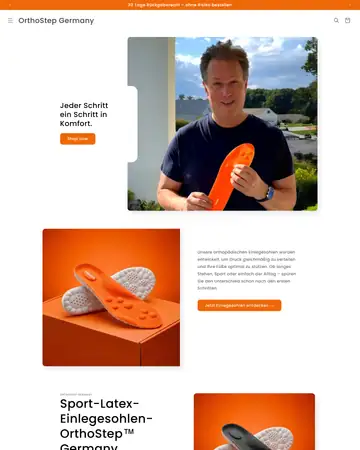 30 Tage Rückgaberecht – ohne Risiko bestellen
OrthoStep Germany
Jeder Schritt
ein Schritt in
Komfort.
Shop now
Unsere orthopädischen Einlegesohlen wurden
entwickelt, um Druck gleichmäßig zu verteilen
und Ihre Füße optimal zu stützen. Ob langes
Stehen, Sport oder einfach der Alltag – spüren
Sie den Unterschied schon nach den ersten
Schritten.
Jetzt Einlegesohlen entdecken
Sport-Latex-
Einlegesohlen-
OrthoStep™
Germany